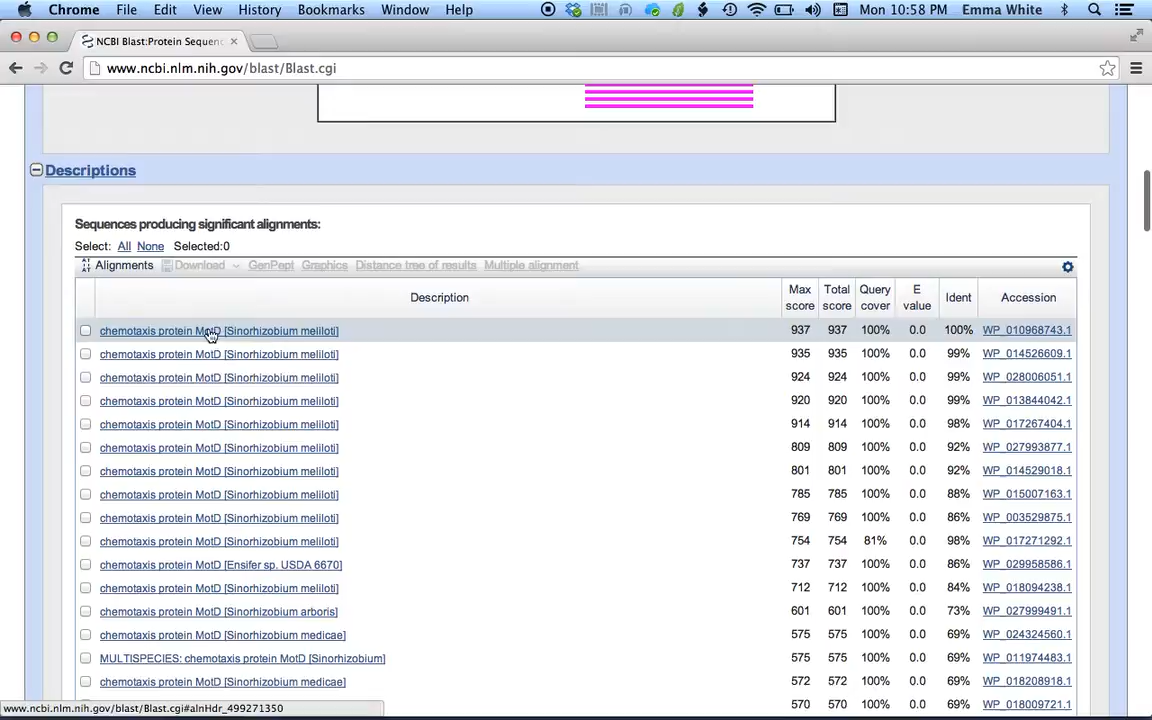 Chrome File Edit View History Bookmarks Window Help Mon 10:58 PM Emma White
NCBI Blast:Protein Sequenc
www.ncbi.nlm.nih.gov/blast/Blast.cgi
Descriptions
Sequences producing significant alignments:
Select: All None Selected:0
Alignments Download GenPept Graphics Distance tree of results Multiple alignment
Description Max score Total score Query cover E value Ident Accession
chemotaxis protein MotD [Sinorhizobium meliloti] 937 937 100% 0.0 100% WP_010968743.1
chemotaxis protein MotD [Sinorhizobium meliloti] 935 935 100% 0.0 99% WP_014526609.1
chemotaxis protein MotD [Sinorhizobium meliloti] 924 924 100% 0.0 99% WP_028006051.1
chemotaxis protein MotD [Sinorhizobium meliloti] 920 920 100% 0.0 99% WP_013844042.1
chemotaxis protein MotD [Sinorhizobium meliloti] 914 914 100% 0.0 98% WP_017267404.1
chemotaxis protein MotD [Sinorhizobium meliloti] 809 809 100% 0.0 92% WP_027993877.1
chemotaxis protein MotD [Sinorhizobium meliloti] 801 801 100% 0.0 92% WP_014529018.1
chemotaxis protein MotD [Sinorhizobium meliloti] 785 785 100% 0.0 88% WP_015007163.1
chemotaxis protein MotD [Sinorhizobium meliloti] 769 769 100% 0.0 86% WP_003529875.1
chemotaxis protein MotD [Sinorhizobium meliloti] 754 754 81% 0.0 98% WP_017271292.1
chemotaxis protein MotD [Ensifer sp. USDA 6670] 737 737 100% 0.0 86% WP_029958586.1
chemotaxis protein MotD [Sinorhizobium meliloti] 712 712 100% 0.0 84% WP_018094238.1
chemotaxis protein MotD [Sinorhizobium arboris] 601 601 100% 0.0 73% WP_027999491.1
chemotaxis protein MotD [Sinorhizobium medicae] 575 575 100% 0.0 69% WP_024324560.1
MULTISPECIES: chemotaxis protein MotD [Sinorhizobium] 575 575 100% 0.0 69% WP_011974483.1
chemotaxis protein MotD [Sinorhizobium medicae] 572 572 100% 0.0 69% WP_018208918.1
570 570 100% 0.0 69% WP_018009721.1
www.ncbi.nlm.nih.gov/blast/Blast.cgi#alnHdr_499271350